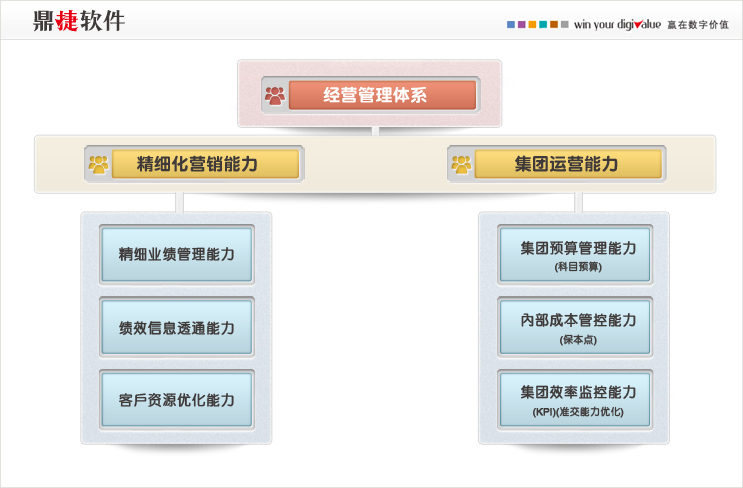 鼎捷软件
win your digivalue 赢在数字价值
经营管理体系
精细化营销能力
集团运营能力
精细业绩管理能力
绩效信息透通能力
客戶资源优化能力
集团预算管理能力
(科目预算)
內部成本管控能力
(保本点)
集团效率监控能力
(KPI)(准交能力优化)